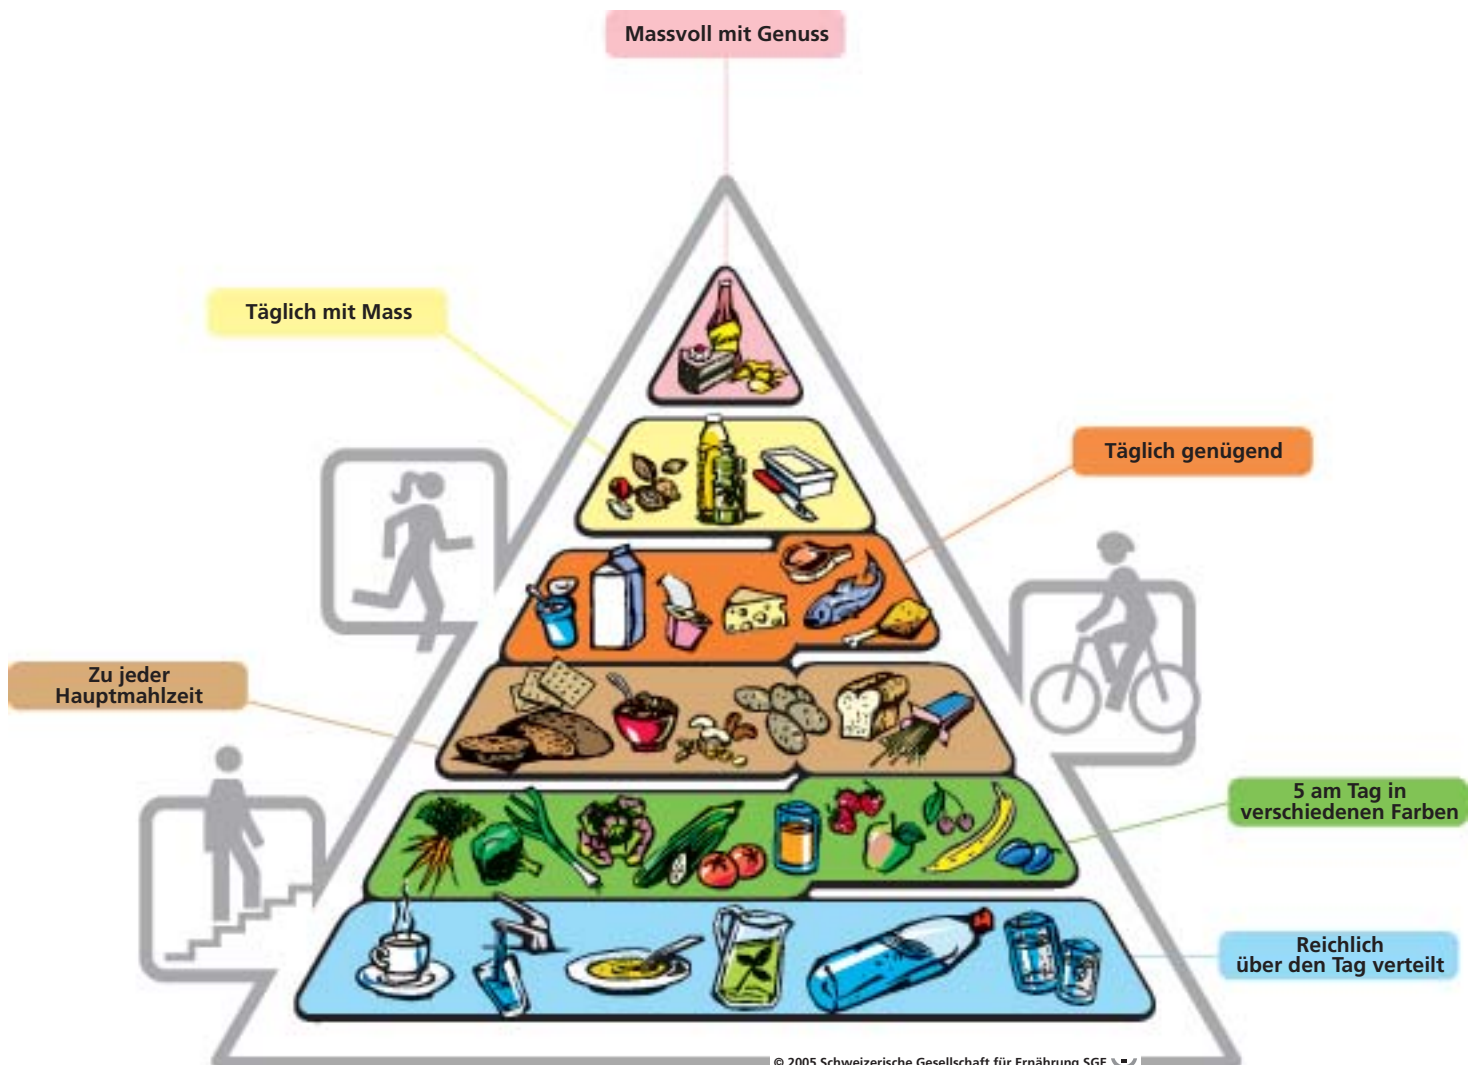 Massvoll mit Genuss
Täglich mit Mass
Täglich genügend
Zu jeder
Hauptmahlzeit
5 am Tag in
verschiedenen Farben
Reichlich
über den Tag verteilt
© 2005 Schweizerische Gesellschaft für Ernährung SGE